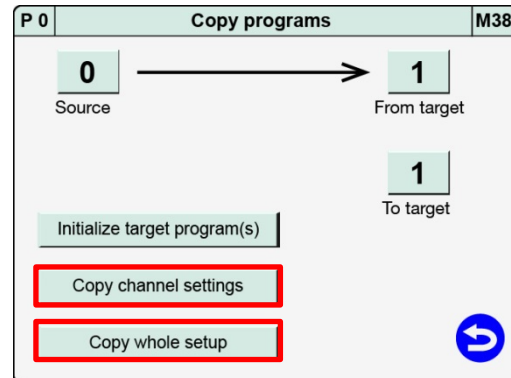 P 0 Copy programs M38
0 1
Source From target
1
To target
Initialize target program(s)
Copy channel settings
Copy whole setup